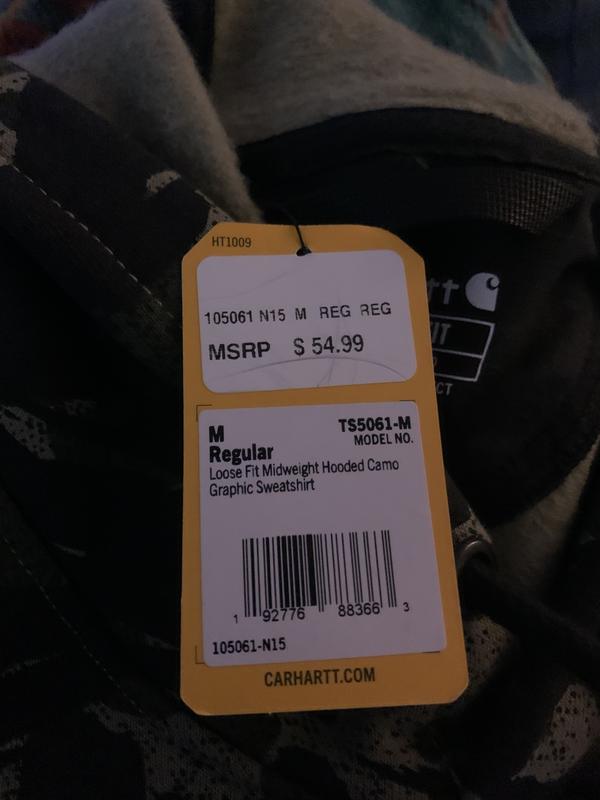 HT1009
105061 N15 M REG REG
MSRP $ 54.99
M
TS5061-M
MODEL NO.
Regular
Loose Fit Midweight Hooded Camo
Graphic Sweatshirt
1 92776 88366 3
105061-N15
CARHARTT.COM